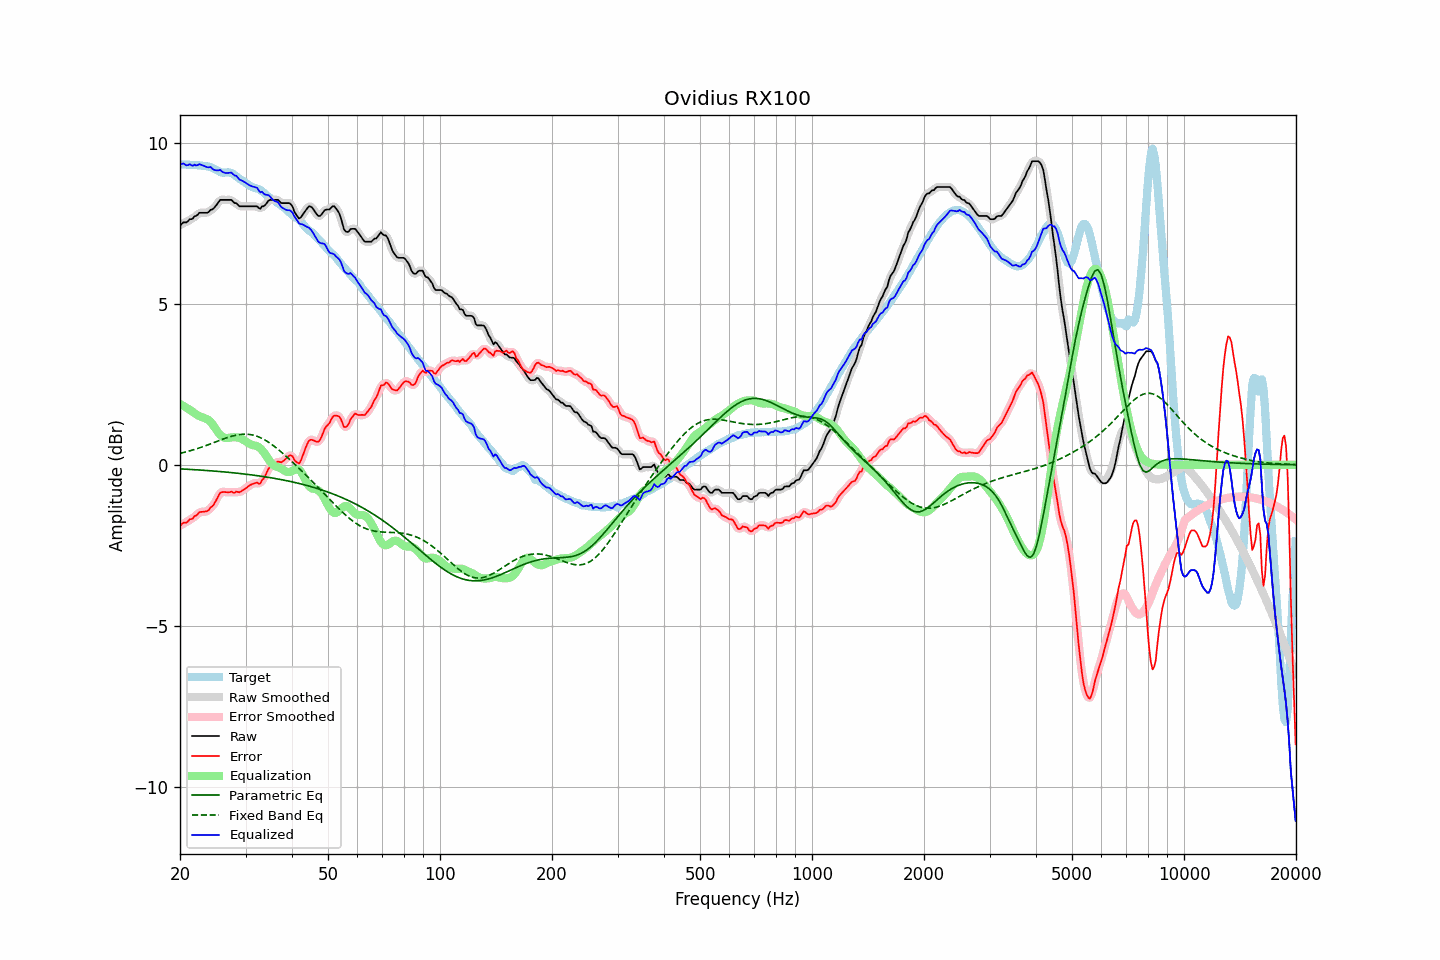 Ovidius RX100
Amplitude (dBr)
10
5
0
−5
−10
Target
Raw Smoothed
Error Smoothed
Raw
Error
Equalization
Parametric Eq
Fixed Band Eq
Equalized
20 50 100 200 500 1000 2000 5000 10000 20000
Frequency (Hz)